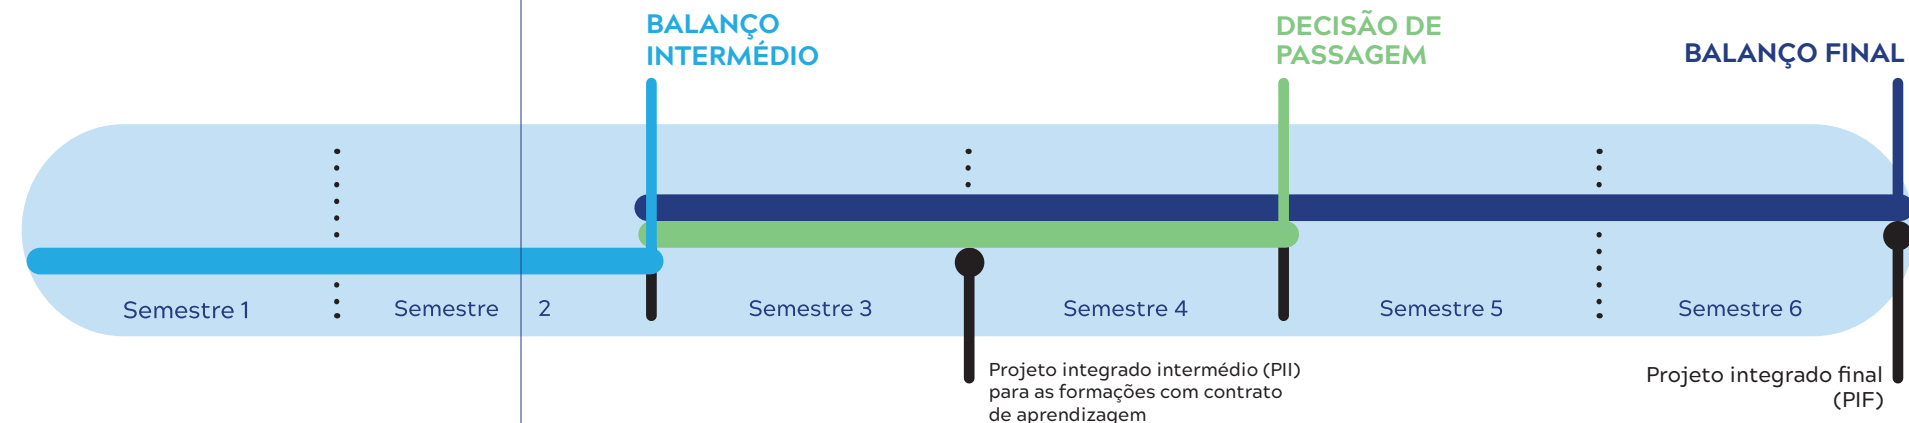 BALANÇO
INTERMÉDIO
DECISÃO DE
PASSAGEM
BALANÇO FINAL
Semestre 1
Semestre 2
Semestre 3
Semestre 4
Semestre 5
Semestre 6
Projeto integrado intermédio (PII)
para as formações com contrato
de aprendizagem
Projeto integrado final
(PIF)